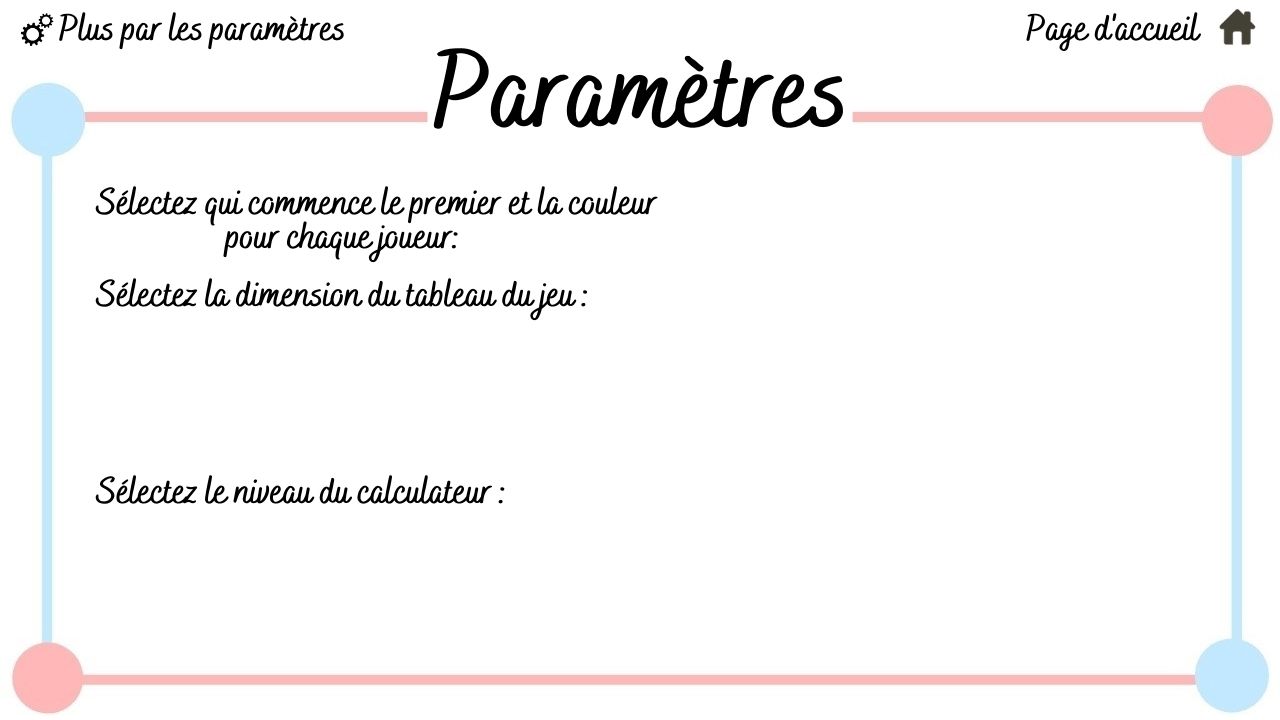 Plus par les paramètres
Page d'accueil
Paramètres
Sélectez qui commence le premier et la couleur
pour chaque joueur:
Sélectez la dimension du tableau du jeu :
Sélectez le niveau du calculateur :